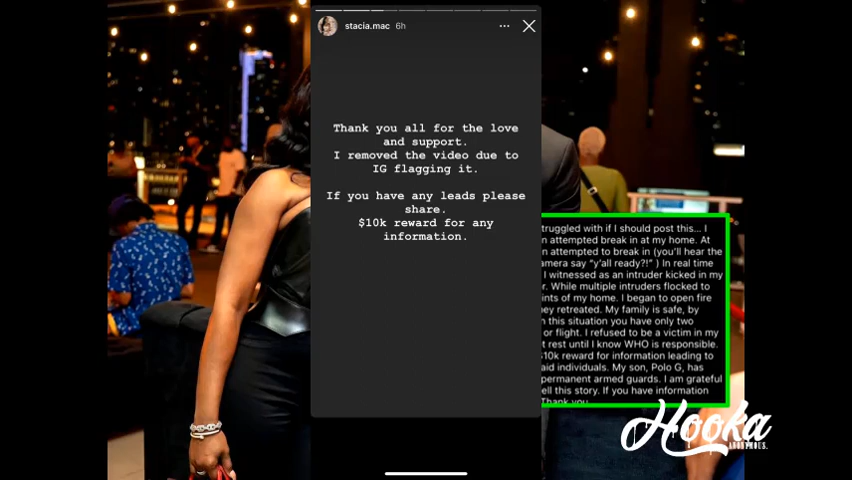 stacia.mac 6h
Thank you all for the love
and support.
I removed the video due to
IG flagging it.
If you have any leads please
share.
$10k reward for any
information.
truggled with if I should post this... I
n attempted break in at my home. At
n attempted to break in (you'll hear the
amera say "y'all ready?!" ) In real time
I witnessed as an intruder kicked in my
r. While multiple intruders flocked to
ints of my home. I began to open fire
ey retreated. My family is safe, by
n this situation you have only two
or flight. I refused to be a victim in my
t rest until I know WHO is responsible.
10k reward for information leading to
aid individuals. My son, Polo G, has
permanent armed guards. I am grateful
ell this story. If you have information
Thank you
Hooka
ANONYMOUS.